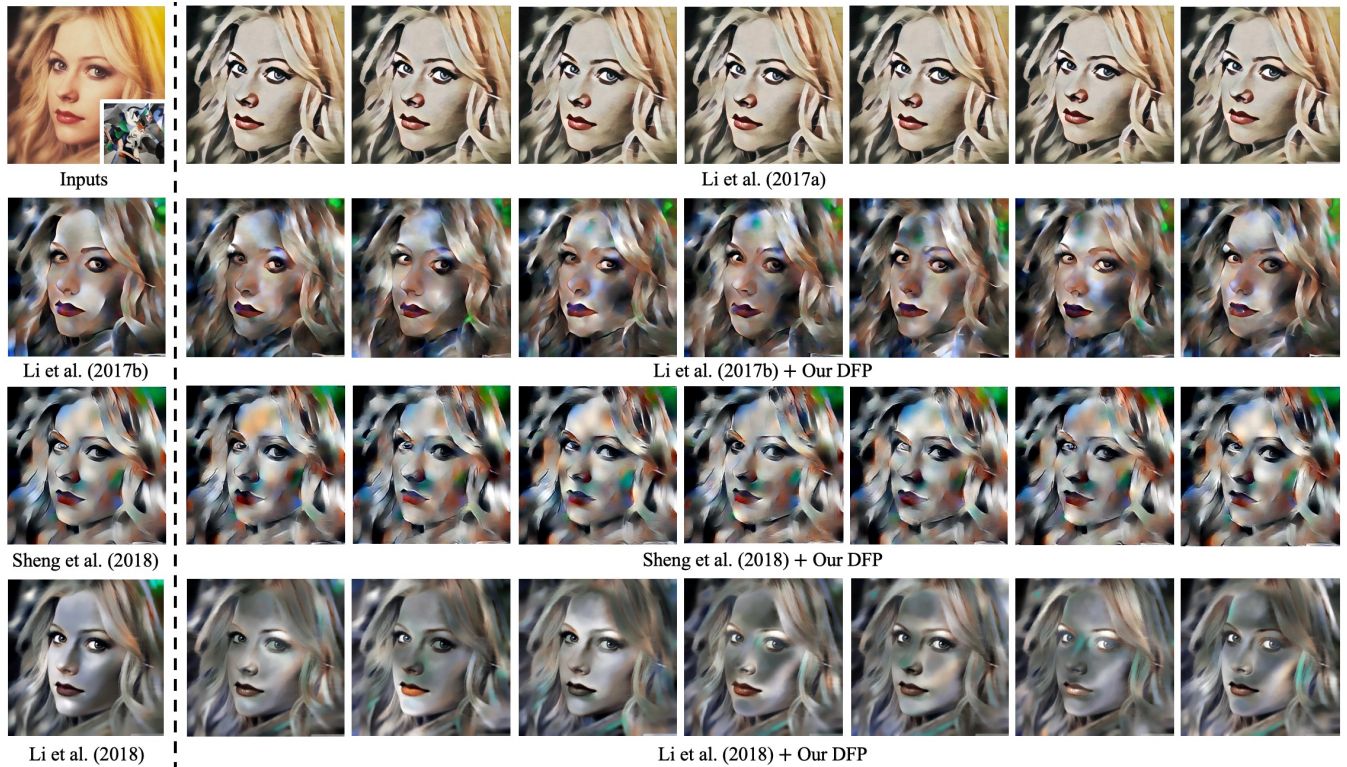 Inputs
Li et al. (2017a)
Li et al. (2017b)
Li et al. (2017b) + Our DFP
Sheng et al. (2018)
Sheng et al. (2018) + Our DFP
Li et al. (2018)
Li et al. (2018) + Our DFP